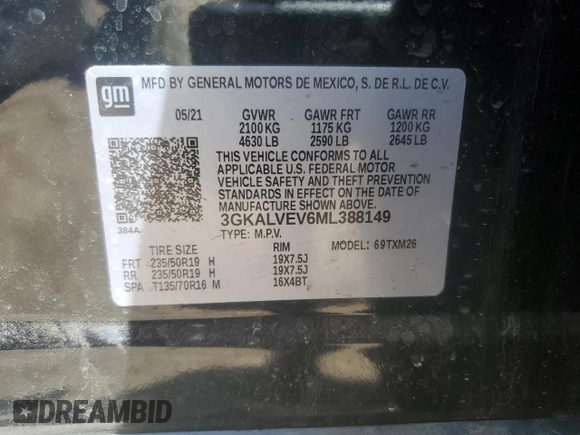 gm
MFD BY GENERAL MOTORS DE MEXICO, S. DE R.L. DE C.V.
05/21 GVWR GAWR FRT GAWR RR
2100 KG 1175 KG 1200 KG
4630 LB 2590 LB 2645 LB
THIS VEHICLE CONFORMS TO ALL
APPLICABLE U.S. FEDERAL MOTOR
VEHICLE SAFETY AND THEFT PREVENTION
STANDARDS IN EFFECT ON THE DATE OF
MANUFACTURE SHOWN ABOVE.
384A
3GKALVEV6ML388149
TYPE: M.P.V. MODEL: 69TXM26
TIRE SIZE RIM
FRT 235/50R19 H 19X7.5J
RR 235/50R19 H 19X7.5J
SPA T135/70R16 M 16X4BT
DREAMBID